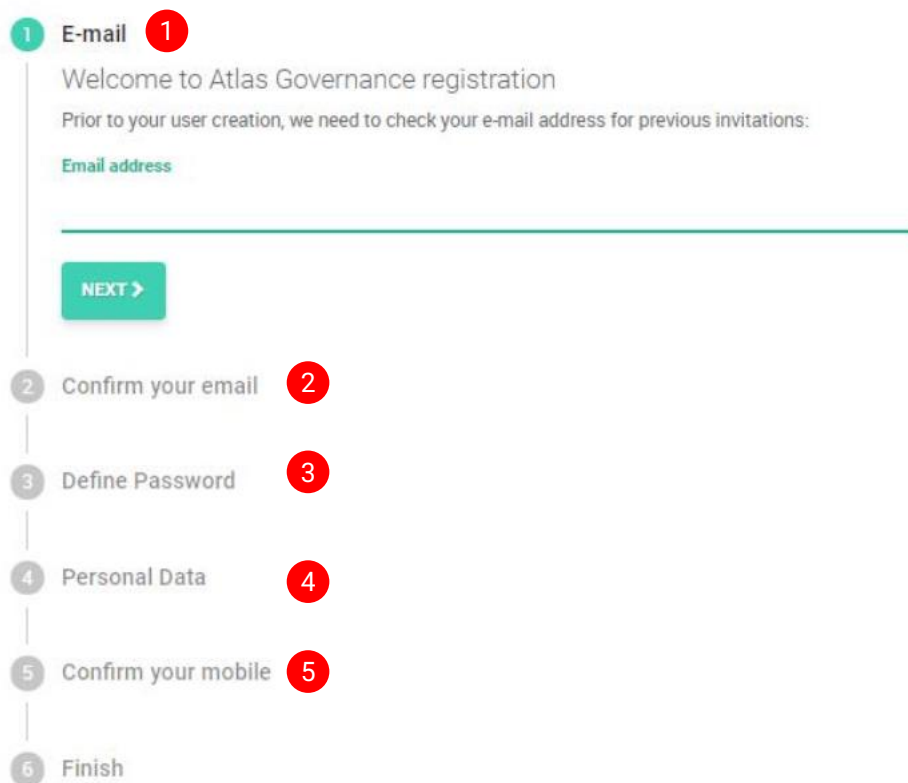 1 E-mail 1
Welcome to Atlas Governance registration
Prior to your user creation, we need to check your e-mail address for previous invitations:
Email address
NEXT
2 Confirm your email 2
3 Define Password 3
4 Personal Data 4
5 Confirm your mobile 5
6 Finish